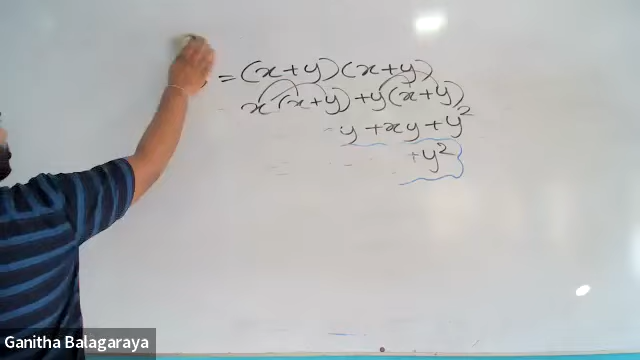 = (x+y)(x+y)
x(x+y)+y(x+y)
y + xy + y²
+y²
Ganitha Balagaraya